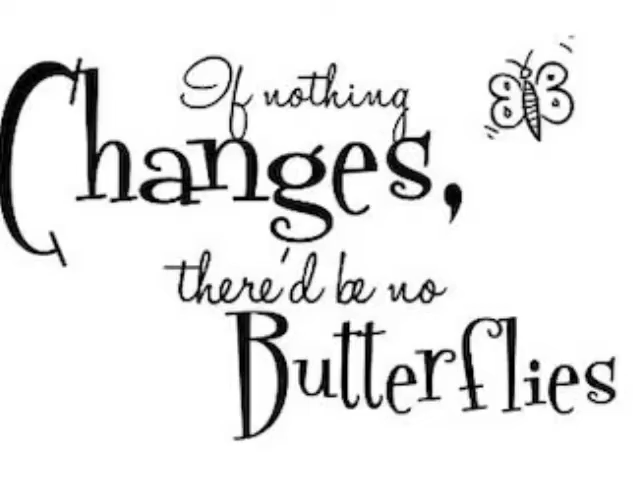 If nothing
Changes,
there'd be no
Butterflies